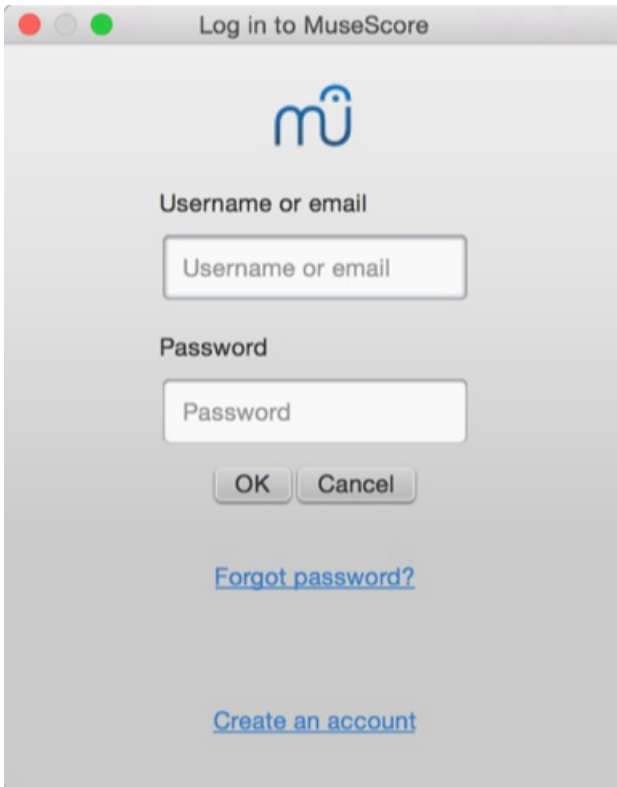 Log in to MuseScore
mu
Username or email
Username or email
Password
Password
OK Cancel
Forgot password?
Create an account